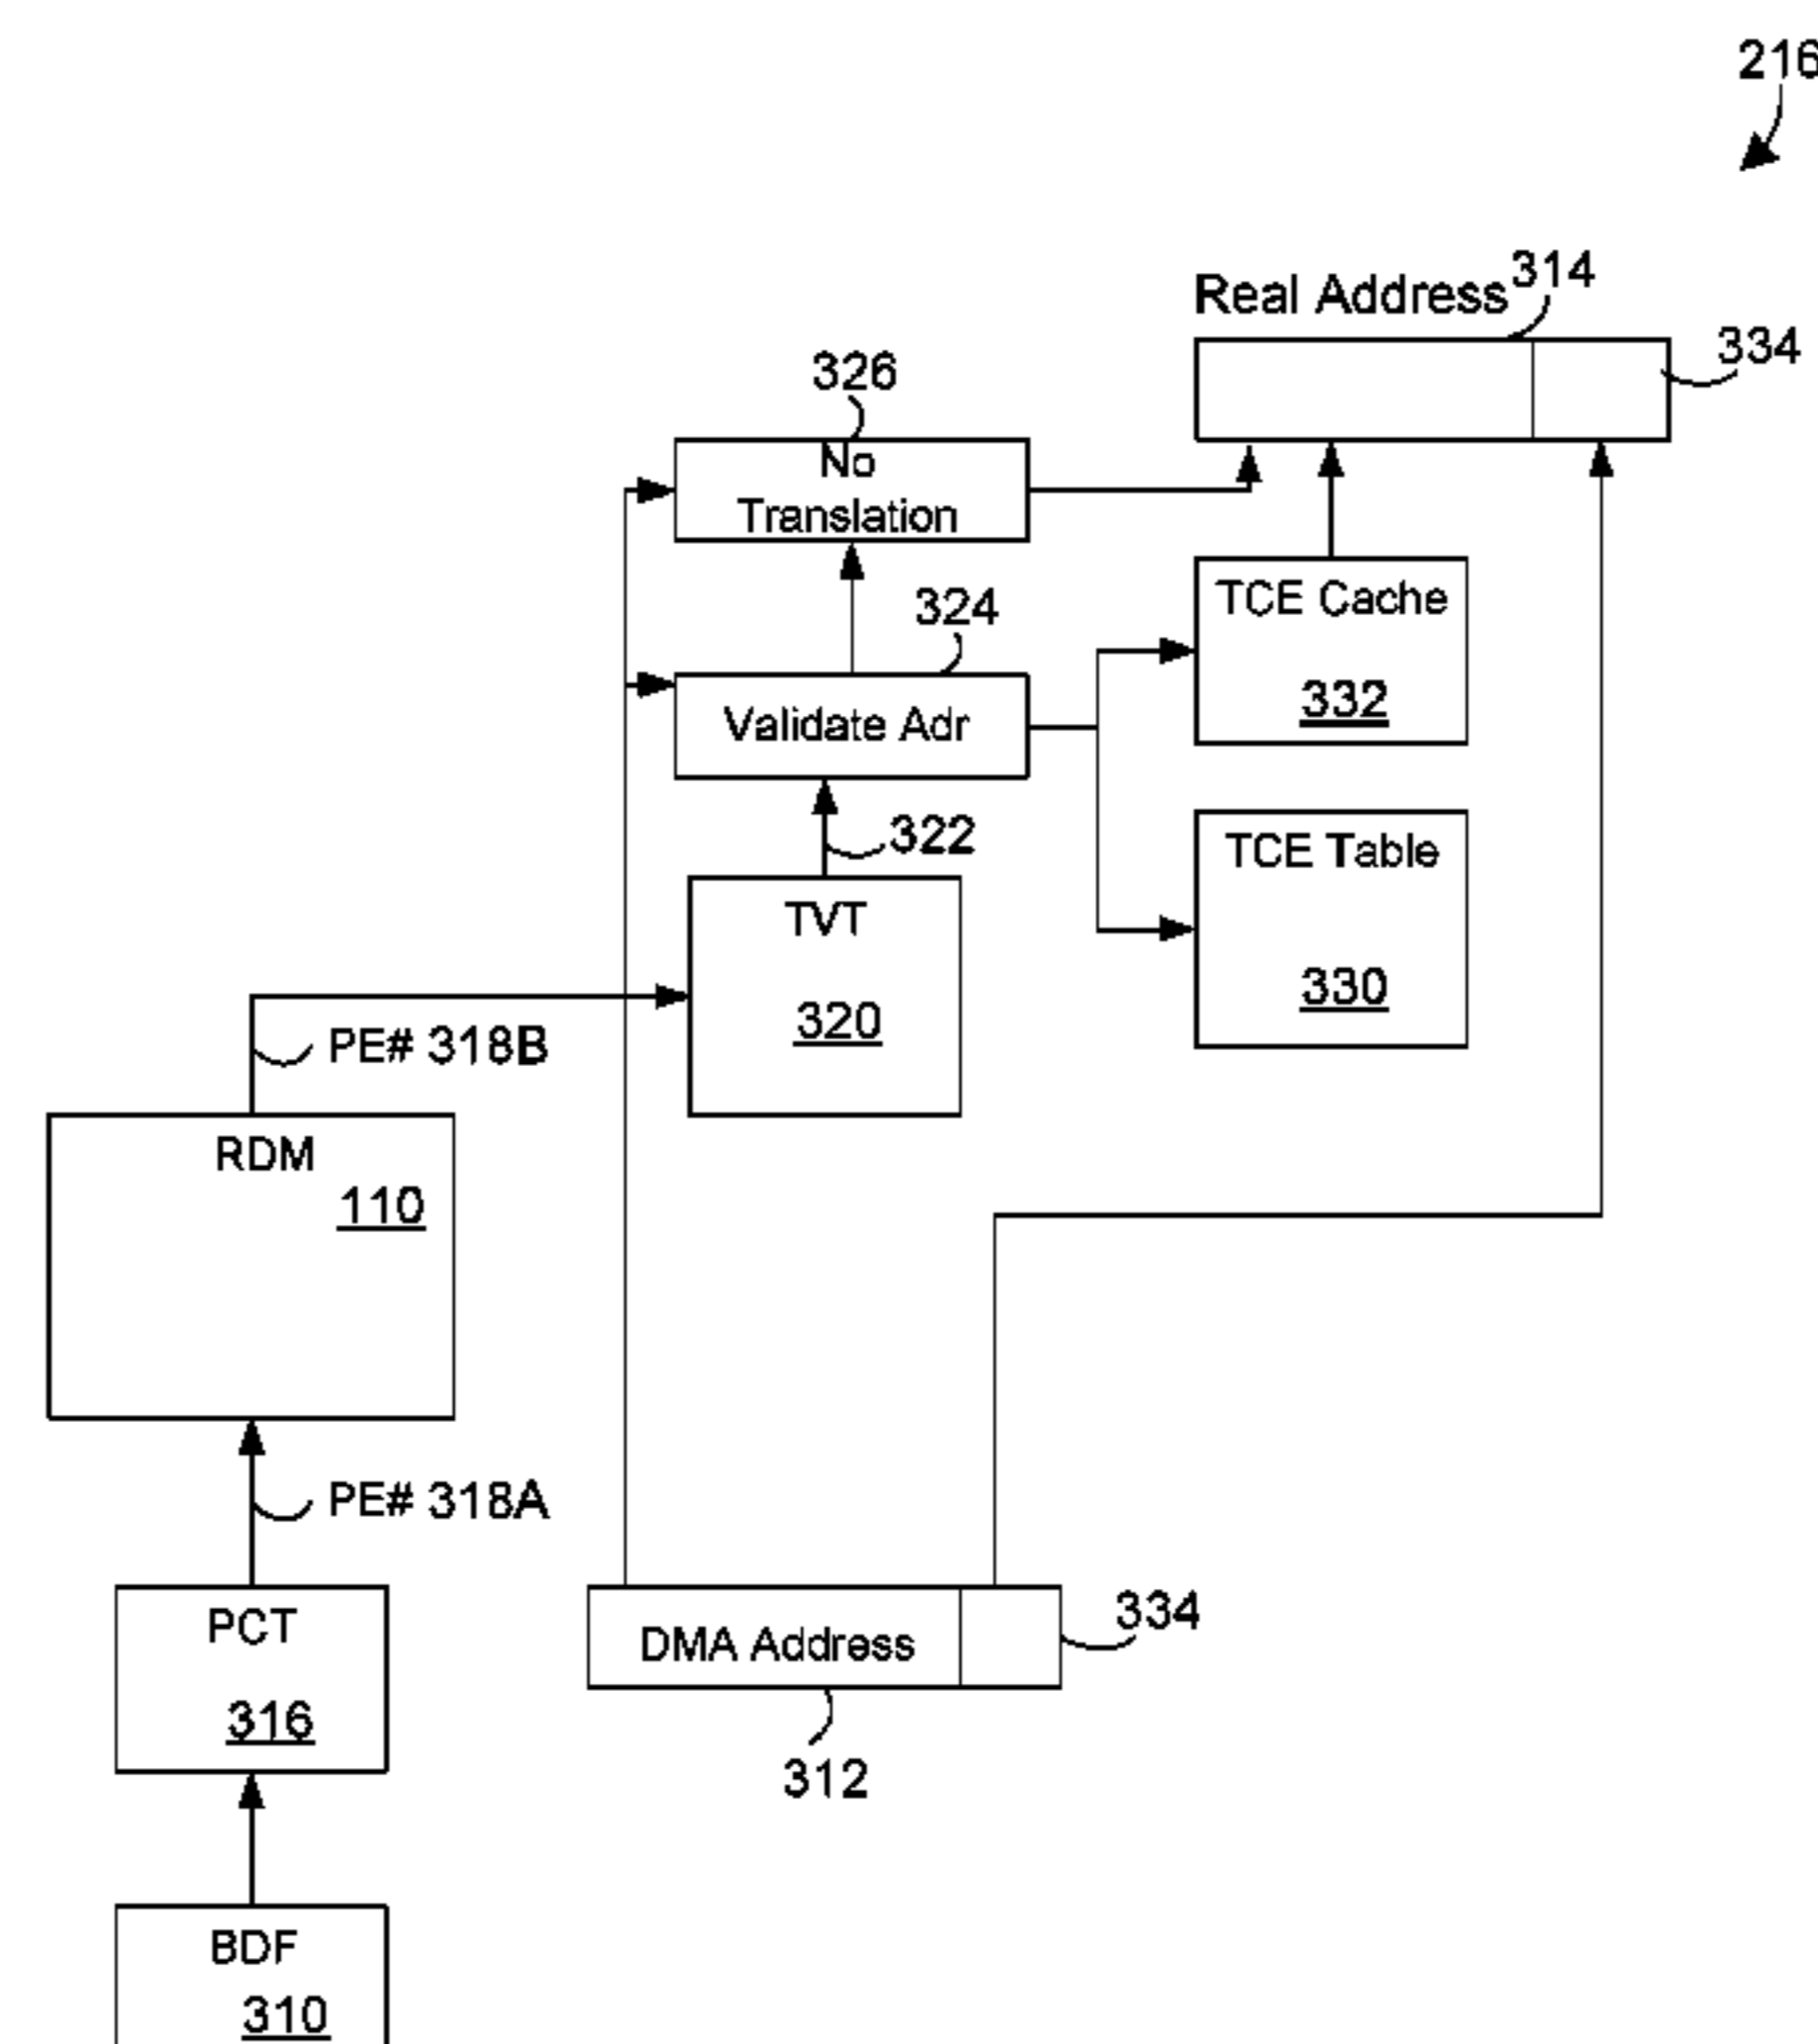 216
Real Address 314
334
326
No
Translation
324
TCE Cache
332
Validate Adr
322
TCE Table
330
TVT
320
PE# 318B
RDM
110
PE# 318A
PCT
316
DMA Address
334
312
BDF
310